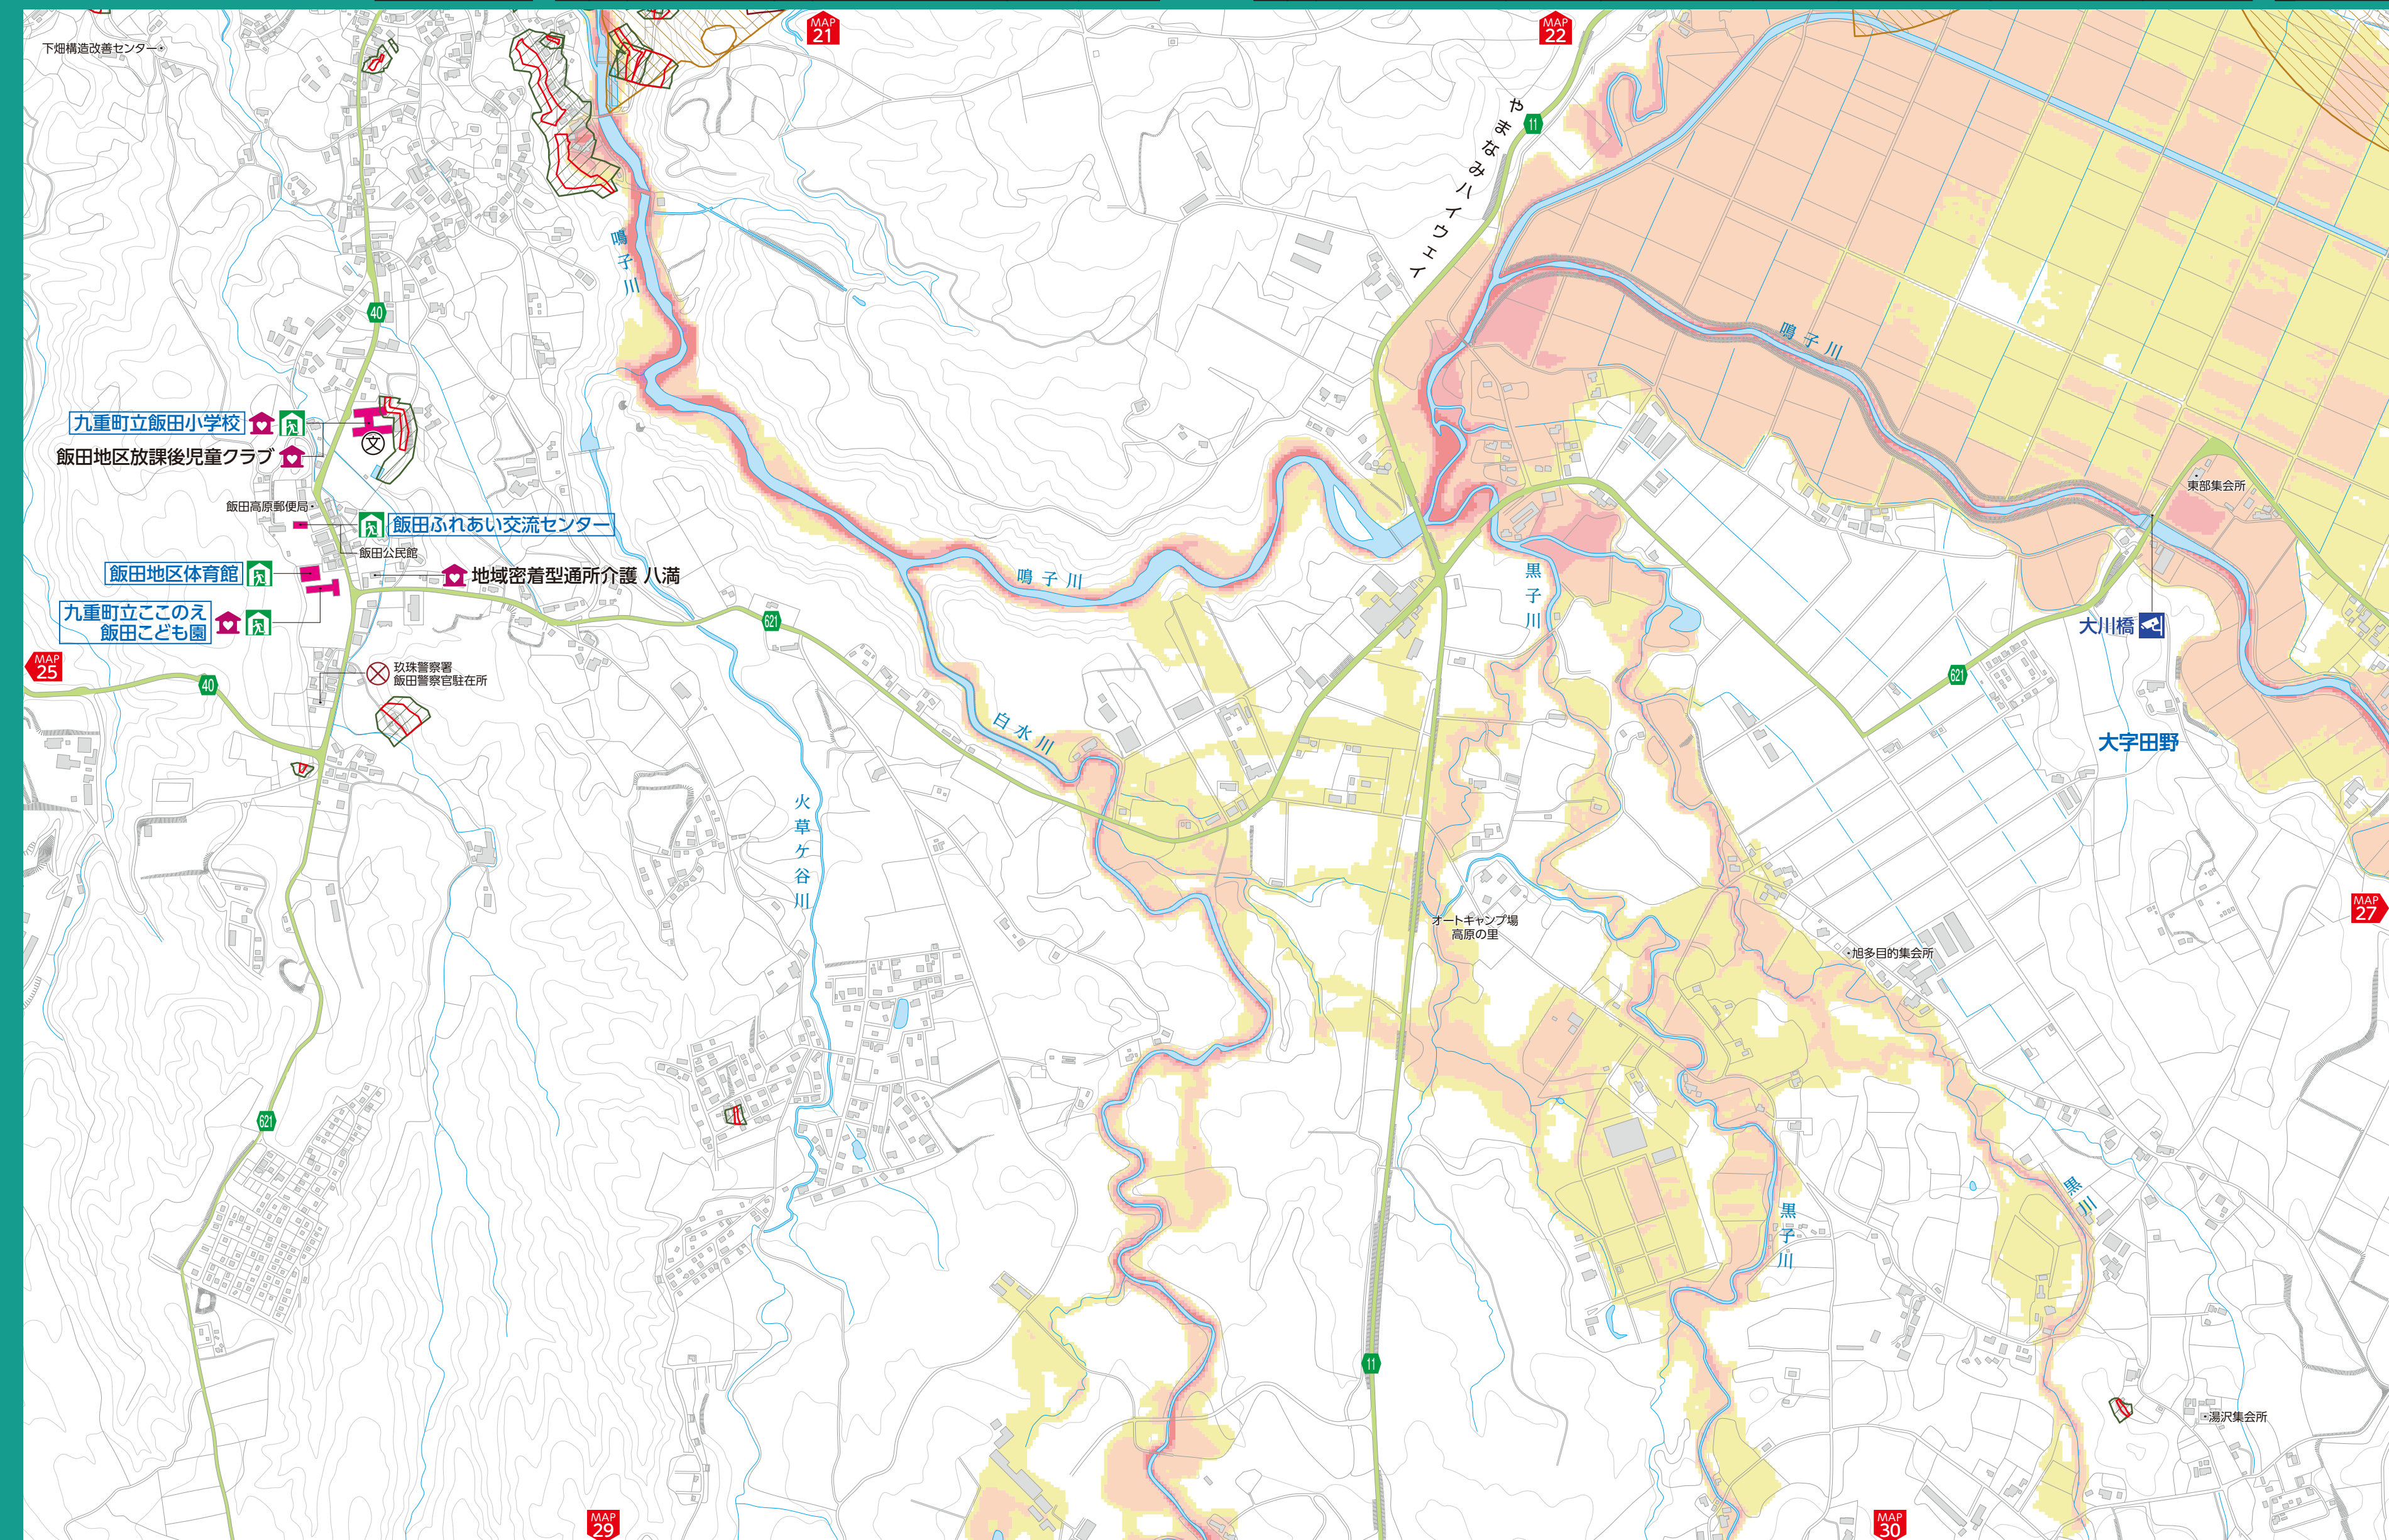 MAP
21
MAP
22
下畑構造改善センター
やまなみハイウェイ
11
鳴子川
40
鳴子川
九重町立飯田小学校
文
飯田地区放課後児童クラブ
東部集会所
飯田高原郵便局
飯田ふれあい交流センター
飯田公民館
飯田地区体育館
地域密着型通所介護 八満
鳴子川
黒子川
九重町立ここのえ
飯田こども園
621
大川橋
MAP
25
玖珠警察署
飯田警察官駐在所
40
621
白水川
大字田野
火草ケ谷川
MAP
27
オートキャンプ場
高原の里
旭多目的集会所
621
黒川
黒子川
11
湯沢集会所
MAP
29
MAP
30